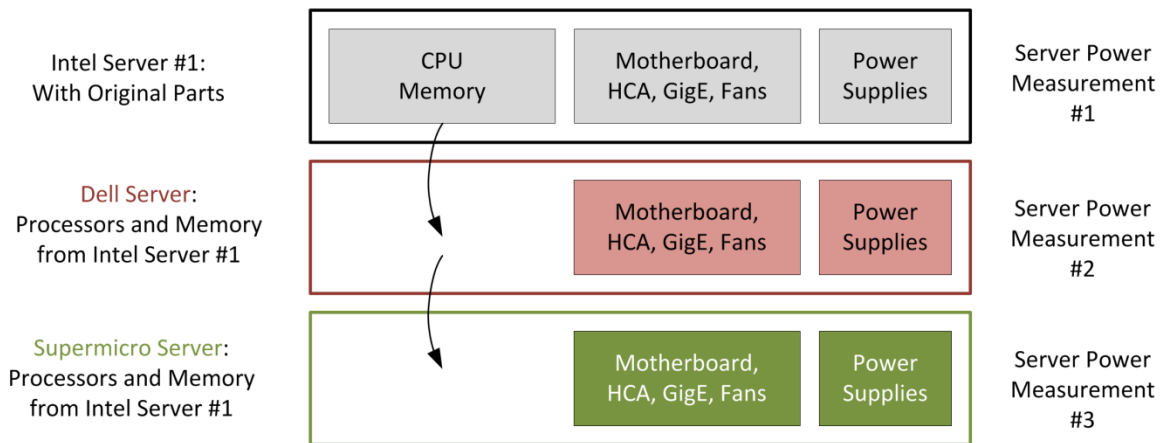 Intel Server #1:
With Original Parts
CPU
Memory
Motherboard,
HCA, GigE, Fans
Power
Supplies
Server Power
Measurement
#1
Dell Server:
Processors and Memory
from Intel Server #1
Motherboard,
HCA, GigE, Fans
Power
Supplies
Server Power
Measurement
#2
Supermicro Server:
Processors and Memory
from Intel Server #1
Motherboard,
HCA, GigE, Fans
Power
Supplies
Server Power
Measurement
#3